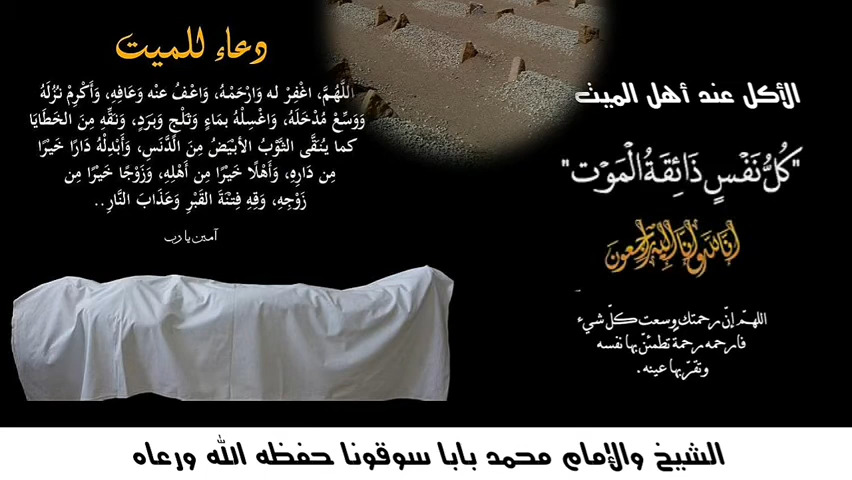 دعاء للميت
اللَّهُمَّ، اغْفِرْ له وَارْحَمْهُ، وَاعْفُ عنْه وَعَافِهِ، وَأَكْرِمْ نُزُلَهُ
وَوَسِّعْ مُدْخَلَهُ، وَاغْسِلْهُ بمَاءٍ وَثَلْجٍ وَبَرَدٍ، وَنَقِّهِ مِنَ الخَطَايَا
كما يُنَقَّى الثَّوْبُ الأبْيَضُ مِنَ الدَّنَسِ، وَأَبْدِلْهُ دَارًا خَيْرًا
مِن دَارِهِ، وَأَهْلًا خَيْرًا مِن أَهْلِهِ، وَزَوْجًا خَيْرًا مِن
زَوْجِهِ، وَقِهِ فِتْنَةَ القَبْرِ وَعَذَابَ النَّارِ..
آمين يا رب
الأكل عند أهل الميت
"كُلُّ نَفْسٍ ذَائِقَةُ الْمَوْت"
إنا لله وإنا إليه راجعون
اللهمّ إنّ رحمتك وسعت كلّ شيء
فارحمه رحمة تطمئنّ بها نفسه
وتقرّ بها عينه.
الشيخ والإمام محمد بابا سوقونا حفظه الله ورعاه